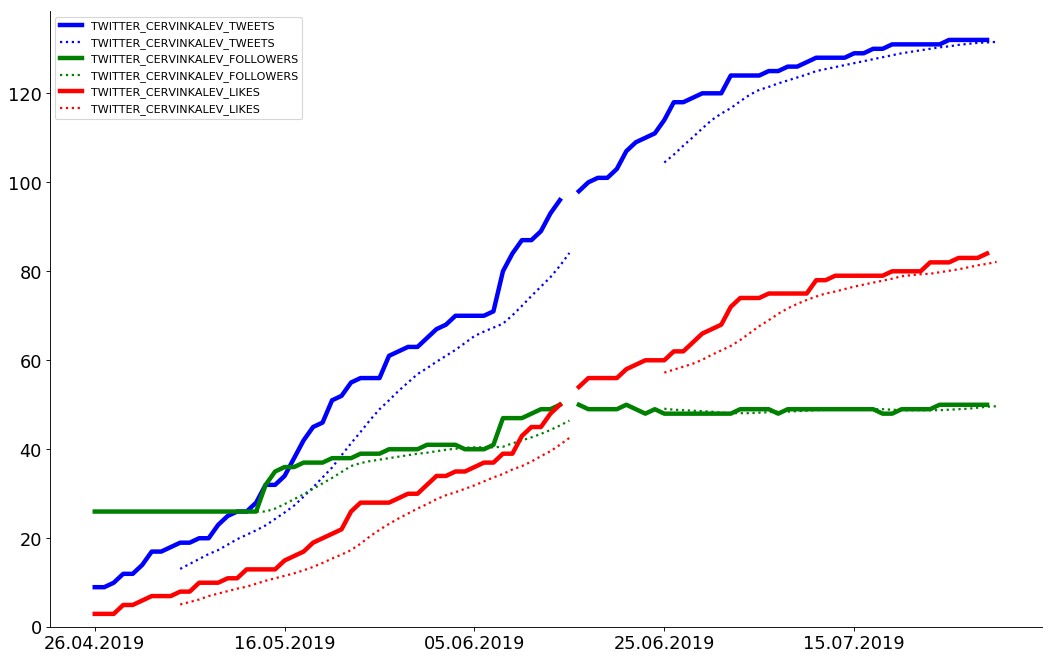 TWITTER_CERVINKALEV_TWEETS
TWITTER_CERVINKALEV_TWEETS
TWITTER_CERVINKALEV_FOLLOWERS
TWITTER_CERVINKALEV_FOLLOWERS
TWITTER_CERVINKALEV_LIKES
TWITTER_CERVINKALEV_LIKES
120
100
80
60
40
20
0
26.04.2019 16.05.2019 05.06.2019 25.06.2019 15.07.2019